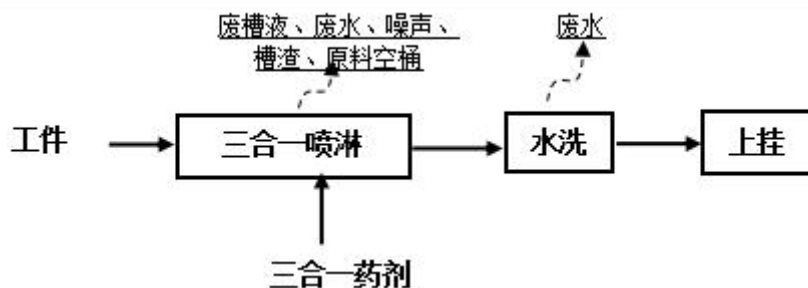 废槽液、废水、噪声、
槽渣、原料空桶
废水
工件
三合一喷淋
水洗
上挂
三合一药剂